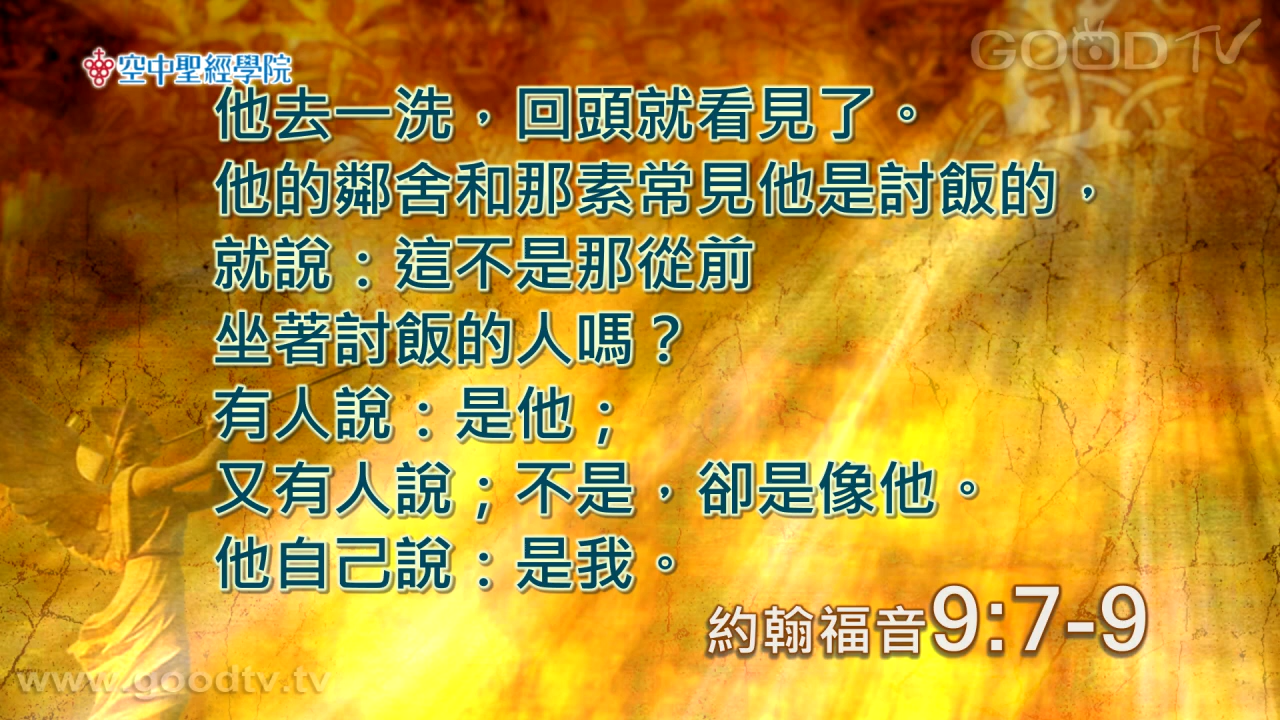 空中聖經學院
GOODTV
他去一洗，回頭就看見了。
他的鄰舍和那素常見他是討飯的，
就說：這不是那從前
坐著討飯的人嗎？
有人說：是他；
又有人說；不是，卻是像他。
他自己說：是我。
約翰福音9:7-9
www.goodtv.tv